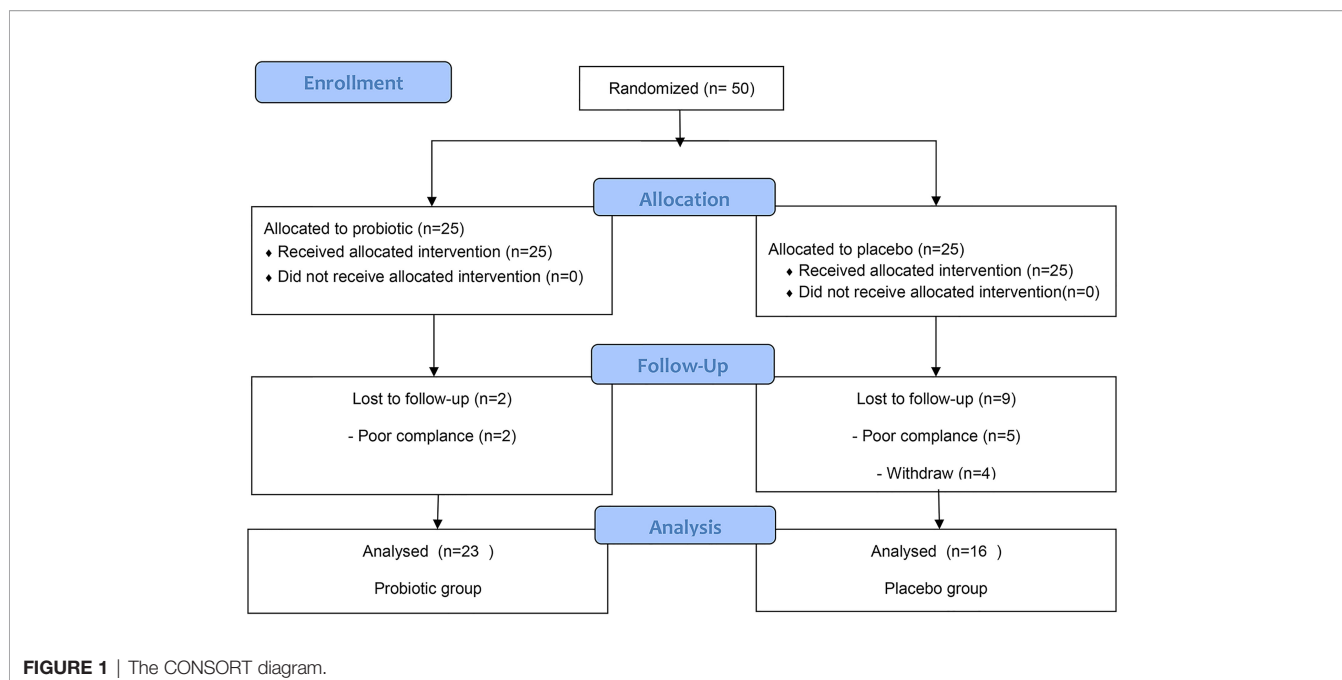 Enrollment
Randomized (n= 50)
Allocation
Allocated to probiotic (n=25)
♦ Received allocated intervention (n=25)
♦ Did not receive allocated intervention (n=0)
Allocated to placebo (n=25)
♦ Received allocated intervention (n=25)
♦ Did not receive allocated intervention(n=0)
Follow-Up
Lost to follow-up (n=2)
- Poor complance (n=2)
Lost to follow-up (n=9)
- Poor complance (n=5)
- Withdraw (n=4)
Analysis
Analysed (n=23 )
Probiotic group
Analysed (n=16 )
Placebo group
FIGURE 1 | The CONSORT diagram.